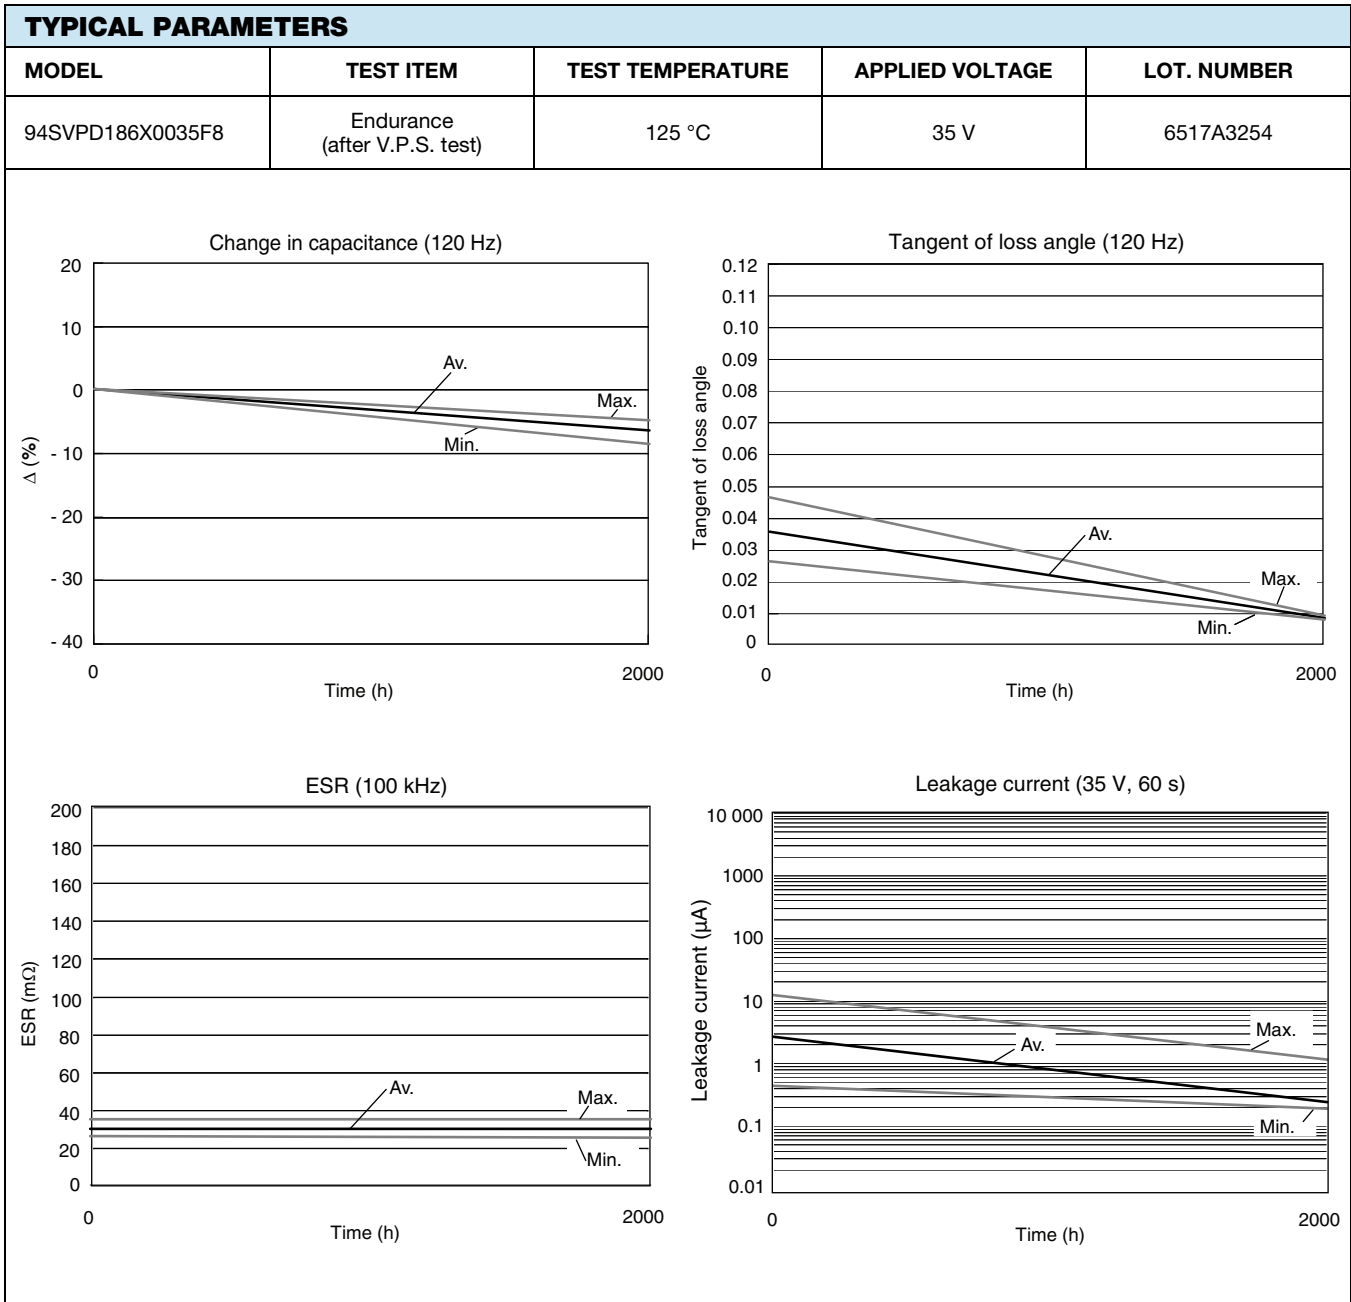 TYPICAL PARAMETERS
MODEL TEST ITEM TEST TEMPERATURE APPLIED VOLTAGE LOT. NUMBER
94SVPD186X0035F8 Endurance (after V.P.S. test) 125 °C 35 V 6517A3254
Change in capacitance (120 Hz)
20
10
0
- 10
- 20
- 30
- 40
Δ (%)
Av.
Max.
Min.
0 2000
Time (h)
Tangent of loss angle (120 Hz)
0.12
0.11
0.10
0.09
0.08
0.07
0.06
0.05
0.04
0.03
0.02
0.01
0
Tangent of loss angle
Av.
Max.
Min.
0 2000
Time (h)
ESR (100 kHz)
200
180
160
140
120
100
80
60
40
20
0
ESR (mΩ)
Av.
Max.
Min.
0 2000
Time (h)
Leakage current (35 V, 60 s)
10 000
1000
100
10
1
0.1
0.01
Leakage current (µA)
Max.
Av.
Min.
0 2000
Time (h)